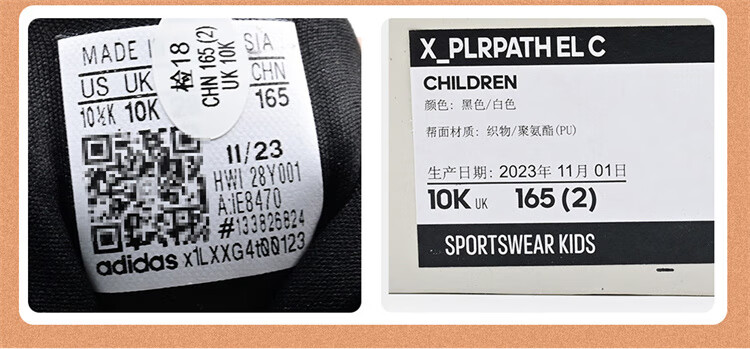 MADE I SIA
检18
CHN 165(2)
UK 10K
US UK CHN
10½K 10K 165
11/23
HWI 28Y001
A:IE8470
#133826824
adidas x1LXXG4t00123
X_PLRPATH EL C
CHILDREN
颜色: 黑色/白色
帮面材质: 织物/聚氨酯(PU)
生产日期: 2023年 11月 01日
10K UK 165 (2)
SPORTSWEAR KIDS